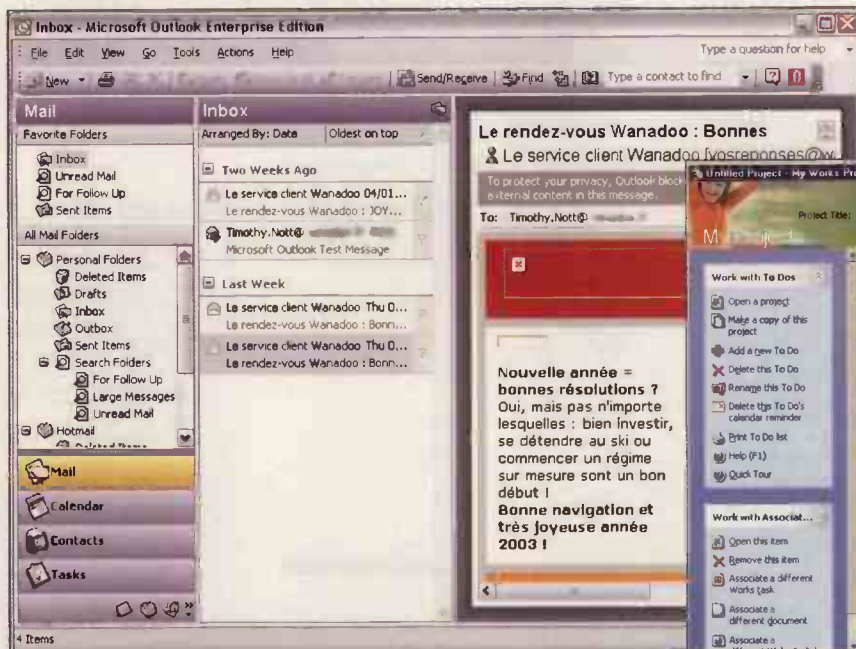 Inbox - Microsoft Outlook Enterprise Edition
File Edit View Go Tools Actions Help
Type a question for help
New
Send/Receive
Find
Type a contact to find
Mail
Favorite Folders
Inbox
Unread Mail
For Follow Up
Sent Items
All Mail Folders
Personal Folders
Deleted Items
Drafts
Inbox
Outbox
Sent Items
Search Folders
For Follow Up
Large Messages
Unread Mail
Hotmail
Deleted Items
Mail
Calendar
Contacts
Tasks
4 Items
Inbox
Arranged By: Date
Oldest on top
Two Weeks Ago
Le service client Wanadoo 04/01...
Le rendez-vous Wanadoo : JOY...
Timothy.Nott@
Microsoft Outlook Test Message
Last Week
Le service client Wanadoo Thu 0...
Le rendez-vous Wanadoo : Bonn...
Le service client Wanadoo Thu 0...
Le rendez-vous Wanadoo : Bonn...
Le rendez-vous Wanadoo : Bonnes
Le service client Wanadoo [vosreponses@w
To protect your privacy, Outlook block
external content in this message.
To: Timothy.Nott@
Nouvelle année =
bonnes résolutions ?
Oui, mais pas n'importe
lesquelles : bien investir,
se détendre au ski ou
commencer un régime
sur mesure sont un bon
début !
Bonne navigation et
très joyeuse année
2003 !
Untitled Project - My Works Pro
Project Title:
Work with To Dos
Open a project
Make a copy of this
project
Add a new To Do
Delete this To Do
Rename this To Do
Delete this To Do's
calendar reminder
Print To Do list
Help (F1)
Quick Tour
Work with Associat...
Open this item
Remove this item
Associate a different
Works task
Associate a
different document
Associate a